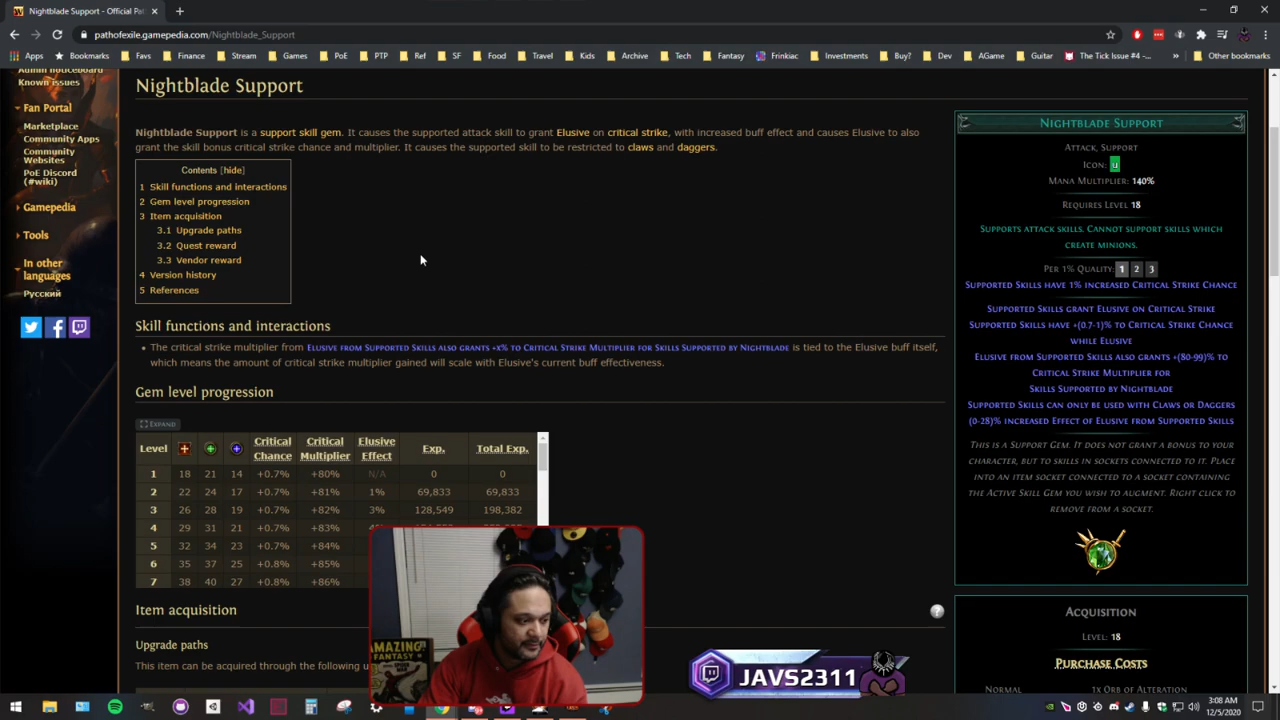 Nightblade Support - Official Pat
pathofexile.gamepedia.com/Nightblade_Support
Apps Favs Finance Stream Games PoE PTP Ref SF Food Travel Kids Archive Tech Fantasy Frinkiac Investments Buy? Dev AGame Guitar The Tick Issue #4 -... » Other bookmarks
Admin noticeboard
Known issues
Fan Portal
Marketplace
Community Apps
Community
Websites
PoE Discord
(#wiki)
Gamepedia
Tools
In other
languages
Русский
Nightblade Support
Nightblade Support is a support skill gem. It causes the supported attack skill to grant Elusive on critical strike, with increased buff effect and causes Elusive to also
grant the skill bonus critical strike chance and multiplier. It causes the supported skill to be restricted to claws and daggers.
Contents [hide]
1 Skill functions and interactions
2 Gem level progression
3 Item acquisition
3.1 Upgrade paths
3.2 Quest reward
3.3 Vendor reward
4 Version history
5 References
Skill functions and interactions
• The critical strike multiplier from Elusive from Supported Skills also grants +x% to Critical Strike Multiplier for Skills Supported by Nightblade is tied to the Elusive buff itself,
which means the amount of critical strike multiplier gained will scale with Elusive's current buff effectiveness.
Gem level progression
Expand
Level Critical Chance Critical Multiplier Elusive Effect Exp. Total Exp.
1 18 21 14 +0.7% +80% N/A 0 0
2 22 24 17 +0.7% +81% 1% 69,833 69,833
3 26 28 19 +0.7% +82% 3% 128,549 198,382
4 29 31 21 +0.7% +83%
5 32 34 23 +0.7% +84%
6 35 37 25 +0.8% +85%
7 38 40 27 +0.8% +86%
Item acquisition
Upgrade paths
This item can be acquired through the following
Nightblade Support
Attack, Support
Icon: u
Mana Multiplier: 140%
Requires Level 18
Supports attack skills. Cannot support skills which
create minions.
Per 1% Quality: 1 2 3
Supported Skills have 1% increased Critical Strike Chance
Supported Skills grant Elusive on Critical Strike
Supported Skills have +(0.7-1)% to Critical Strike Chance
while Elusive
Elusive from Supported Skills also grants +(80-99)% to
Critical Strike Multiplier for
Skills Supported by Nightblade
Supported Skills can only be used with Claws or Daggers
(0-28)% increased Effect of Elusive from Supported Skills
This is a Support Gem. It does not grant a bonus to your
character, but to skills in sockets connected to it. Place
into an item socket connected to a socket containing
the Active Skill Gem you wish to augment. Right click to
remove from a socket.
Acquisition
Level: 18
Purchase Costs
Normal 1x Orb of Alteration
AMAZING
FANTASY
JAVS2311
3:08 AM
12/5/2020